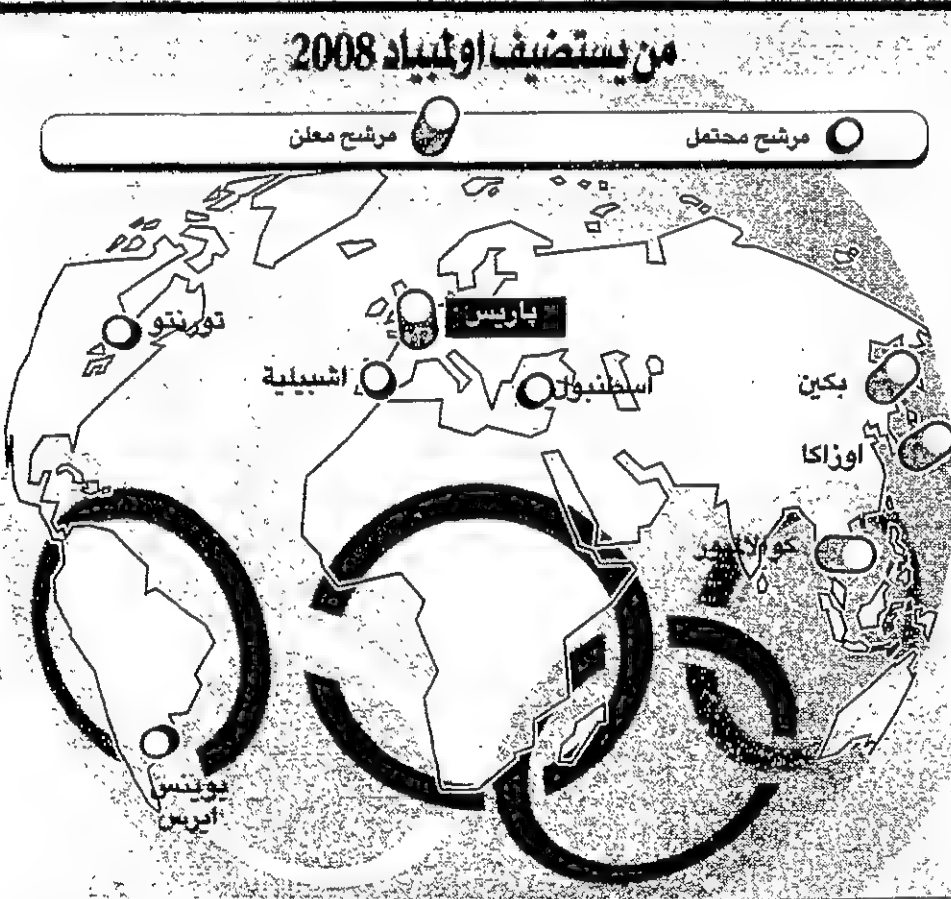 من يستضيف اولمبياد 2008
مرشح محتمل
مرشح معلن
تورنتو
باريس
اشبيلية
اسطنبول
بكين
اوزاكا
كوالالمبور
بوينس
ايرس